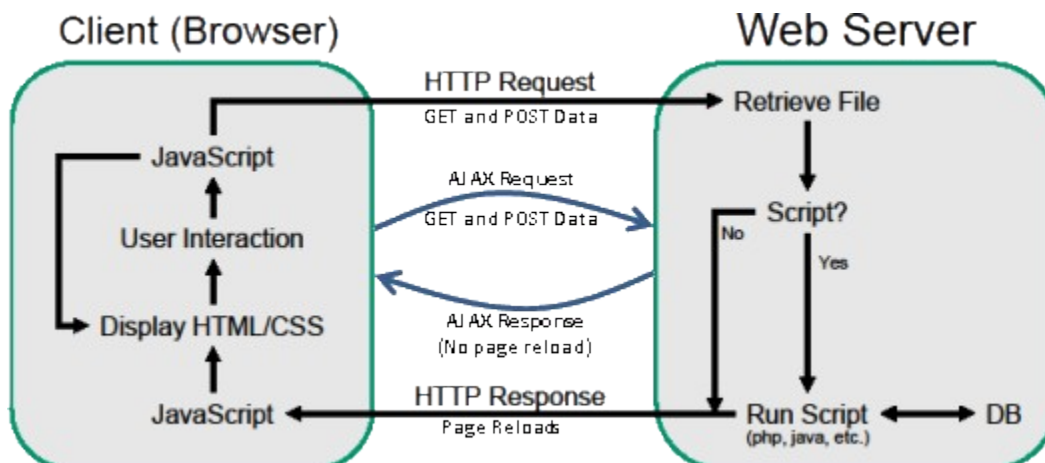 Client (Browser)
Web Server
HTTP Request
GET and POST Data
Retrieve File
JavaScript
AJAX Request
GET and POST Data
Script?
No
Yes
User Interaction
Display HTML/CSS
AJAX Response
(No page reload)
JavaScript
HTTP Response
Page Reloads
Run Script
(php, java, etc.)
DB